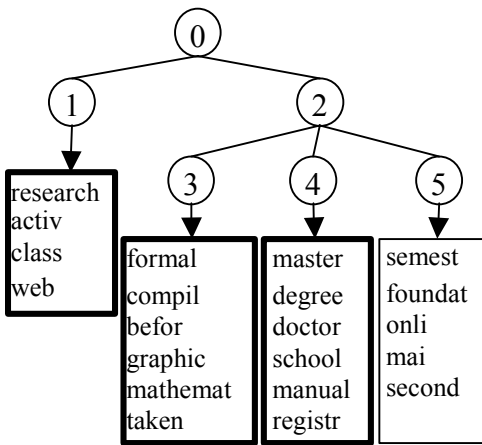 0
1
2
3
4
5
research
activ
class
web
formal
compil
befor
graphic
mathemat
taken
master
degree
doctor
school
manual
registr
semest
foundat
onli
mai
second